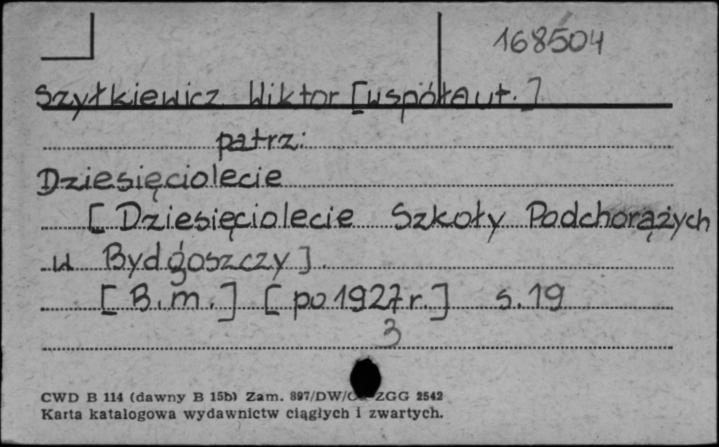 168504
Szyłkiewicz Wiktor [współaut.]
patrz:
Dziesięciolecie
[Dziesięciolecie Szkoły Podchorążych
w Bydgoszczy].
[B.m.] [po 1927 r.] s. 19
3
CWD B 114 (dawny B 15b) Zam. 897/DW/ ZGG 2542
Karta katalogowa wydawnictw ciągłych i zwartych.